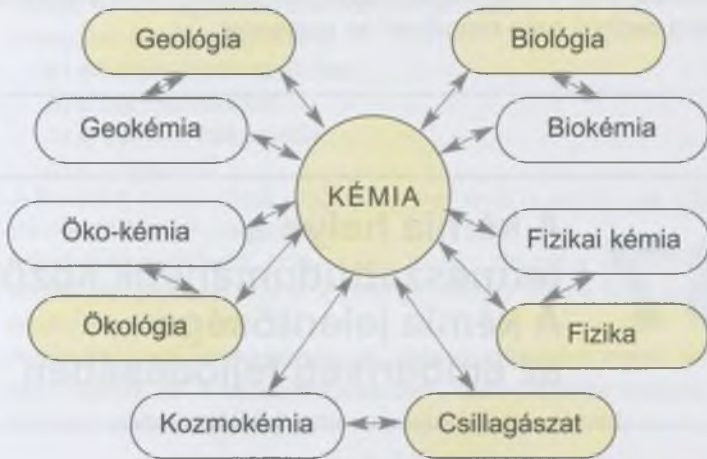 Geológia
Biológia
Geokémia
Biokémia
KÉMIA
Öko-kémia
Fizikai kémia
Ökológia
Fizika
Kozmokémia
Csillagászat